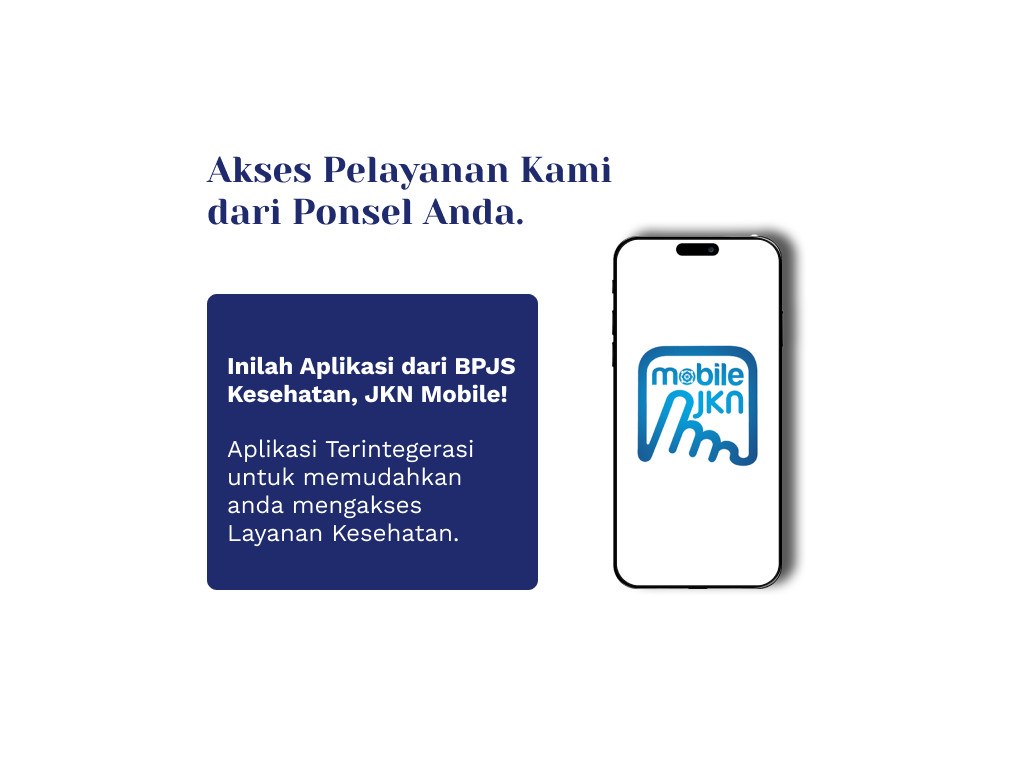 Akses Pelayanan Kami
dari Ponsel Anda.
Inilah Aplikasi dari BPJS
Kesehatan, JKN Mobile!
Aplikasi Terintegerasi
untuk memudahkan
anda mengakses
Layanan Kesehatan.
mobile
JKN